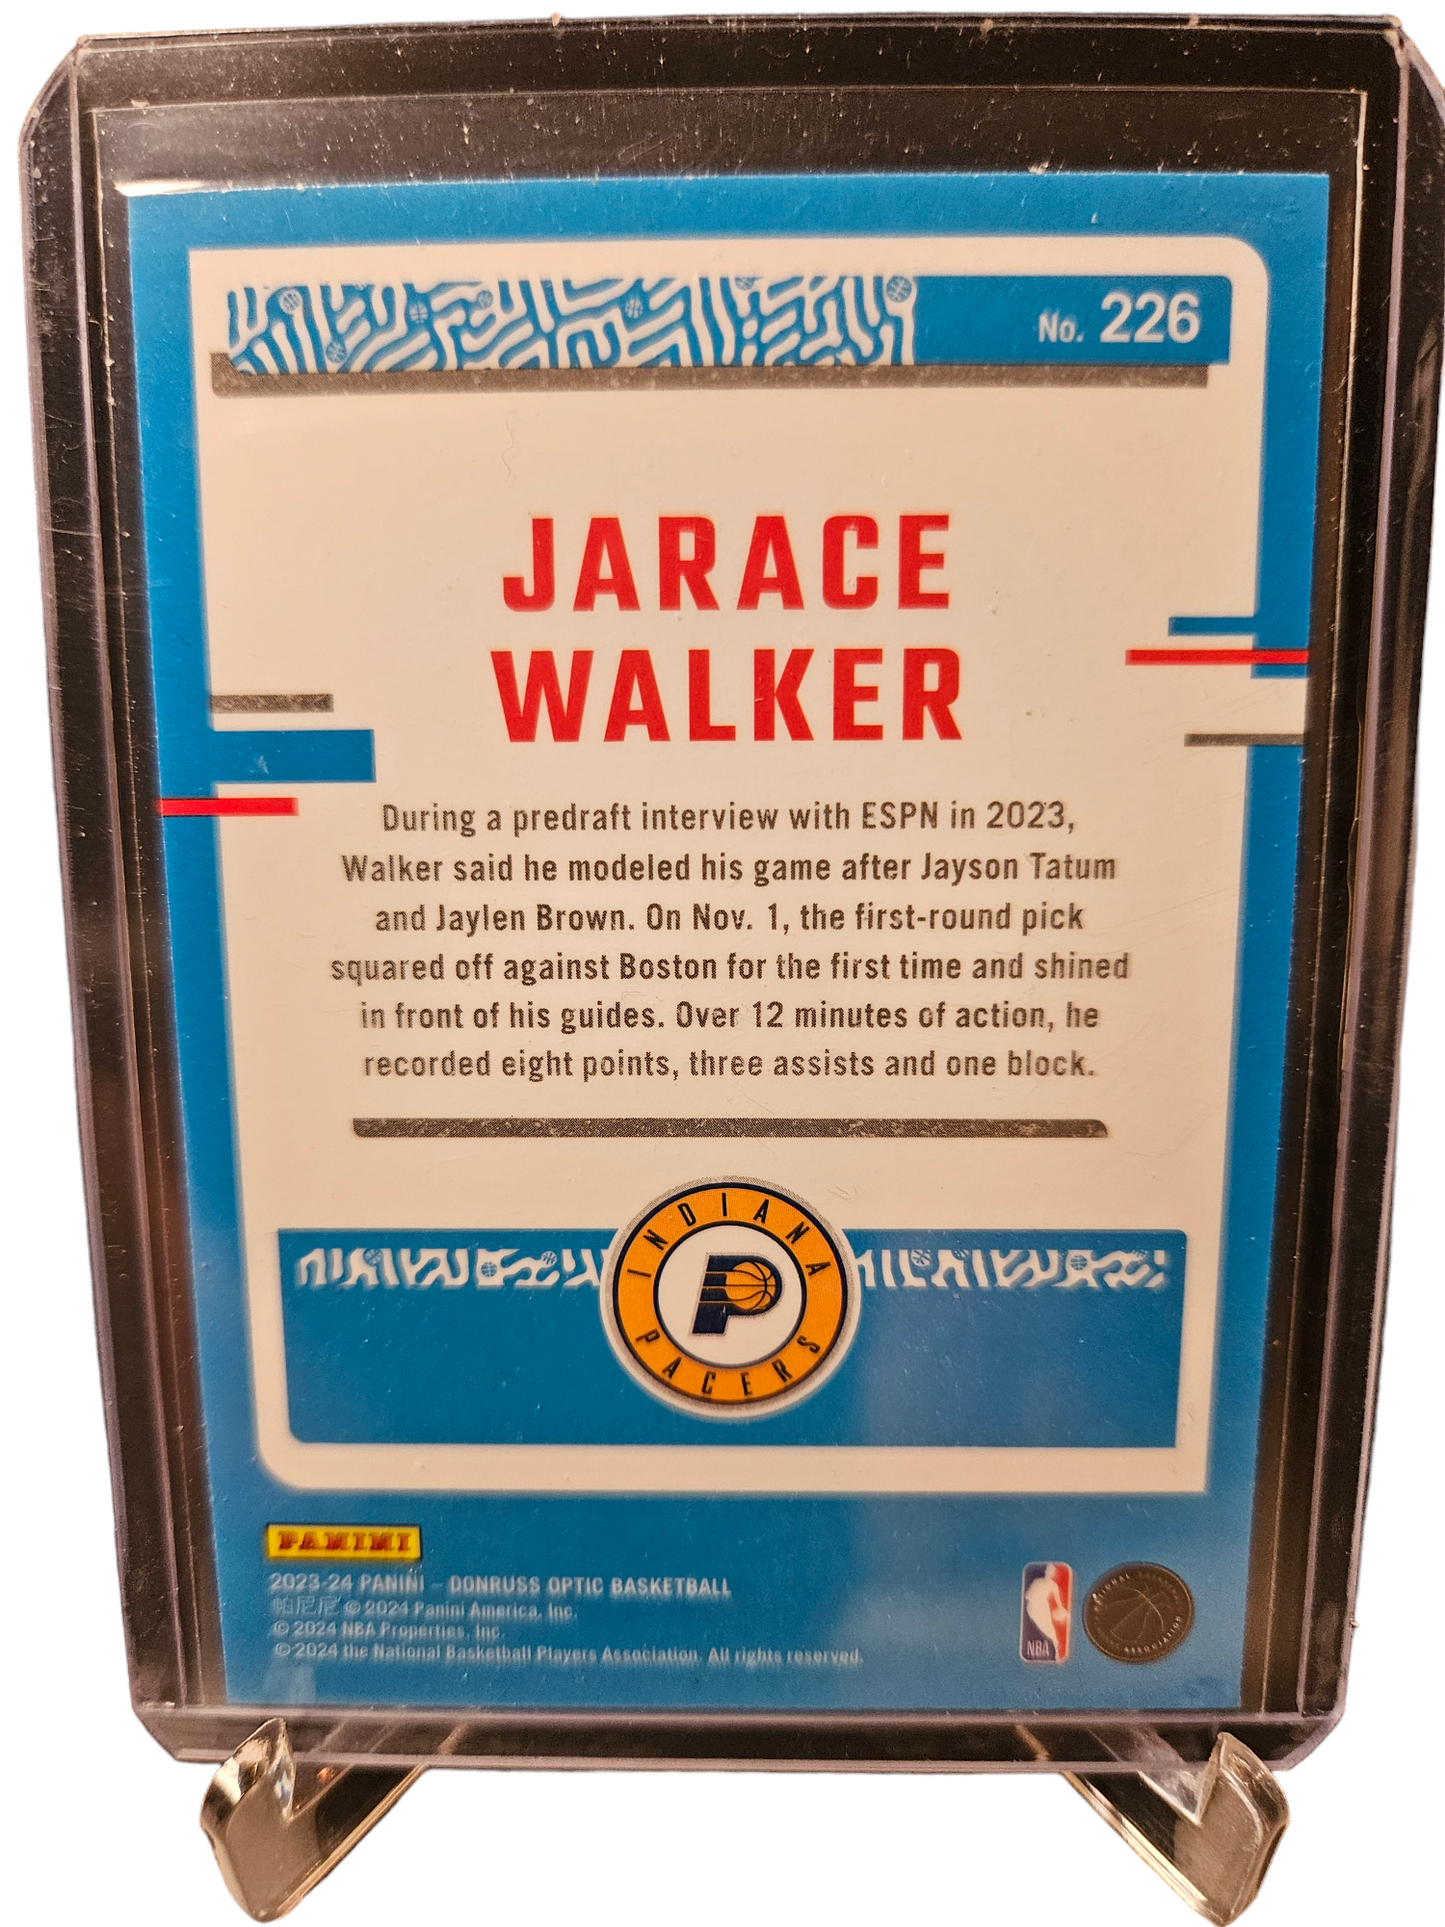 No. 226
JARACE
WALKER
During a predraft interview with ESPN in 2023,
Walker said he modeled his game after Jayson Tatum
and Jaylen Brown. On Nov. 1, the first-round pick
squared off against Boston for the first time and shined
in front of his guides. Over 12 minutes of action, he
recorded eight points, three assists and one block.
INDIANA
P
PACERS
PANINI
2023-24 PANINI – DONRUSS OPTIC BASKETBALL
帕尼尼 © 2024 Panini America, Inc.
© 2024 NBA Properties, Inc.
© 2024 the National Basketball Players Association. All rights reserved.
NBA
ASSOCIATION